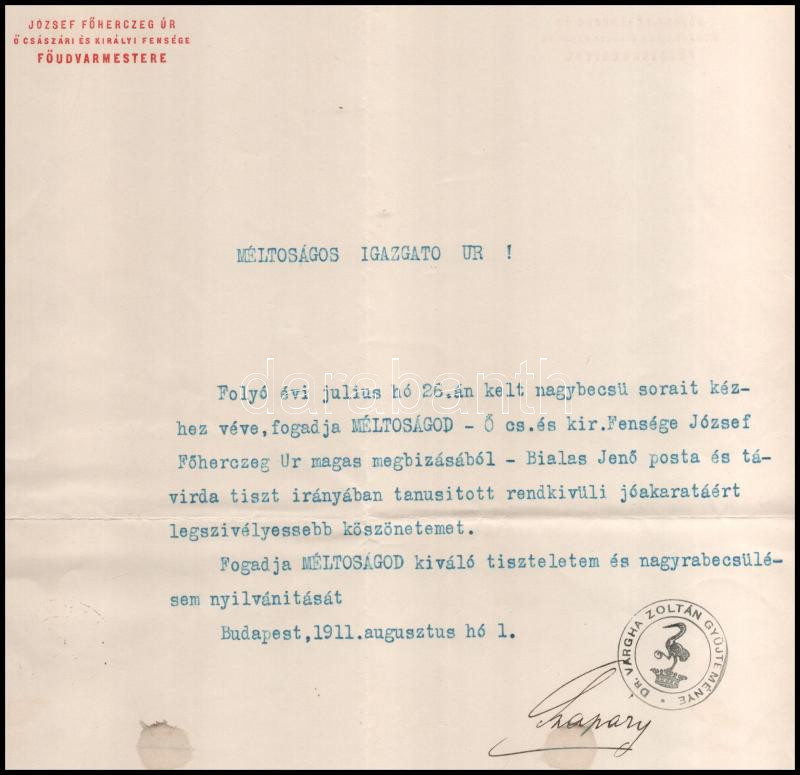 JÓZSEF FŐHERCZEG ÚR
Ő CSÁSZÁRI ÉS KIRÁLYI FENSÉGE
FŐUDVARMESTERE
MÉLTOSÁGOS IGAZGATO UR !
Folyó évi julius hó 26.án kelt nagybecsü sorait kéz-
hez véve,fogadja MÉLTOSÁGOD - Ő cs.és kir.Fensége József
Főherczeg Ur magas megbizásából - Bialas Jenő posta és tá-
virda tiszt irányában tanusitott rendkivüli jóakaratáért
legszivélyessebb köszönetemet.
Fogadja MÉLTOSÁGOD kiváló tiszteletem és nagyrabecsülé-
sem nyilvánitását
Budapest,1911.augusztus hó 1.
DR. VARGHA ZOLTÁN GYŰJTEMÉNYE
Szapary
darabanth